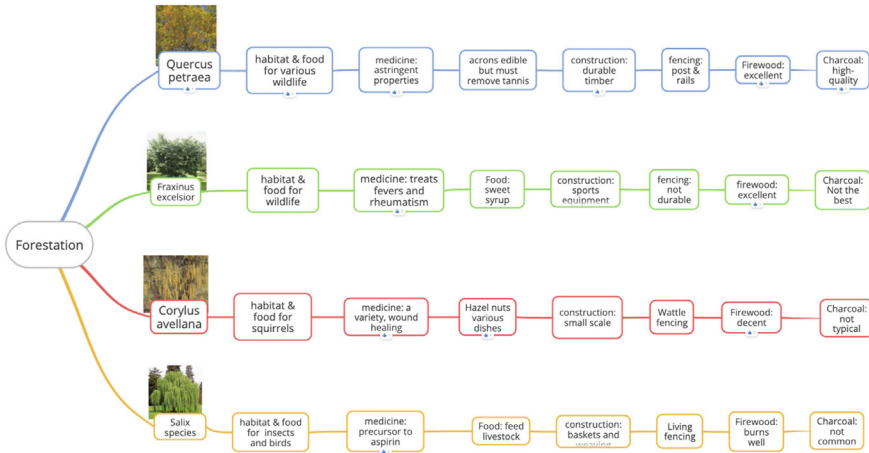 Quercus
petraea
habitat & food
for various
wildlife
medicine:
astringent
properties
acrons edible
but must
remove tannis
construction:
durable
timber
fencing:
post &
rails
Firewood:
excellent
Charcoal:
high-
quality
Fraxinus
excelsior
habitat &
food for
wildlife
medicine: treats
fevers and
rheumatism
Food:
sweet
syrup
construction:
sports
equipment
fencing:
not
durable
firewood:
excellent
Charcoal:
Not the
best
Forestation
Corylus
avellana
habitat &
food for
squirrels
medicine: a
variety, wound
healing
Hazel nuts
various
dishes
construction:
small scale
Wattle
fencing
Firewood:
decent
Charcoal:
not
typical
Salix
species
habitat & food
for insects
and birds
medicine:
precursor to
aspirin
Food: feed
livestock
construction:
baskets and
weaving
Living
fencing
Firewood:
burns
well
Charcoal:
not
common